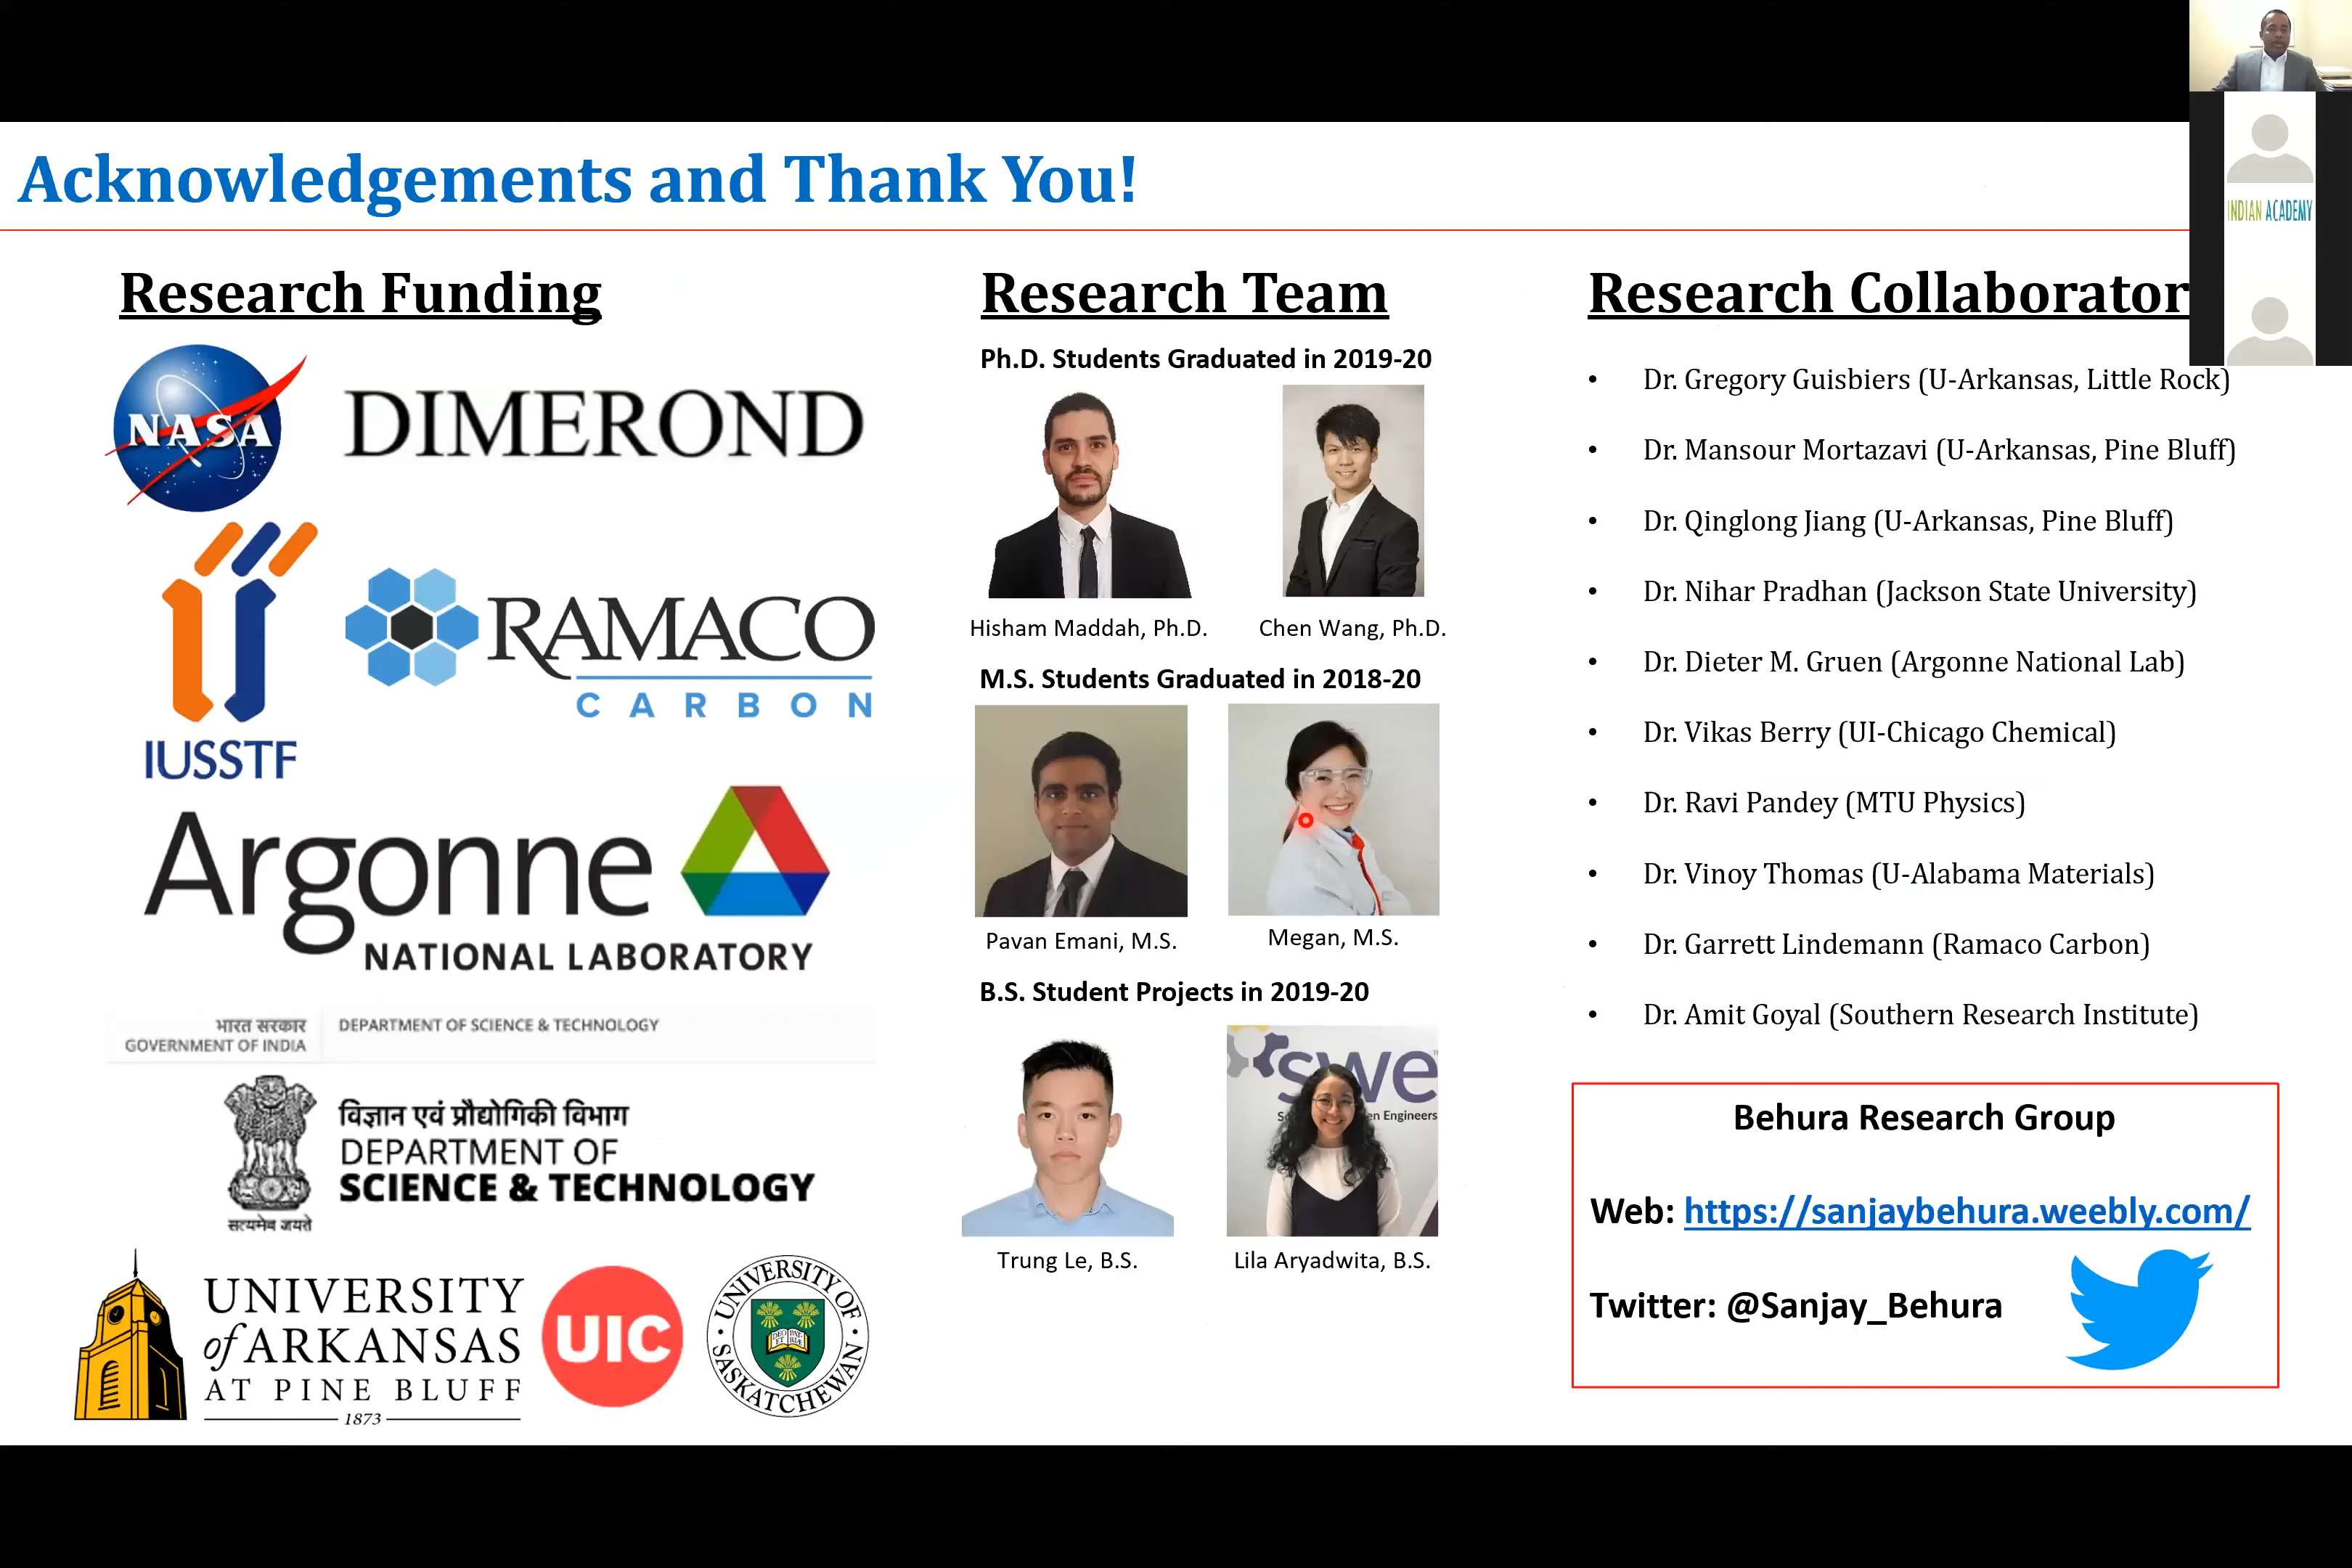 Acknowledgements and Thank You!
INDIAN ACADEMY
Research Funding
NASA
DIMEROND
IUSSTF
RAMACO
CARBON
Argonne
NATIONAL LABORATORY
भारत सरकार
GOVERNMENT OF INDIA
DEPARTMENT OF SCIENCE & TECHNOLOGY
विज्ञान एवं प्रौद्योगिकी विभाग
DEPARTMENT OF
SCIENCE & TECHNOLOGY
सत्यमेव जयते
UNIVERSITY
of ARKANSAS
AT PINE BLUFF
1873
UIC
UNIVERSITY OF
SASKATCHEWAN
Research Team
Ph.D. Students Graduated in 2019-20
Hisham Maddah, Ph.D.
Chen Wang, Ph.D.
M.S. Students Graduated in 2018-20
Pavan Emani, M.S.
Megan, M.S.
B.S. Student Projects in 2019-20
swe
en Engineers
Trung Le, B.S.
Lila Aryadwita, B.S.
Research Collaborator
• Dr. Gregory Guisbiers (U-Arkansas, Little Rock)
• Dr. Mansour Mortazavi (U-Arkansas, Pine Bluff)
• Dr. Qinglong Jiang (U-Arkansas, Pine Bluff)
• Dr. Nihar Pradhan (Jackson State University)
• Dr. Dieter M. Gruen (Argonne National Lab)
• Dr. Vikas Berry (UI-Chicago Chemical)
• Dr. Ravi Pandey (MTU Physics)
• Dr. Vinoy Thomas (U-Alabama Materials)
• Dr. Garrett Lindemann (Ramaco Carbon)
• Dr. Amit Goyal (Southern Research Institute)
Behura Research Group
Web: https://sanjaybehura.weebly.com/
Twitter: @Sanjay_Behura